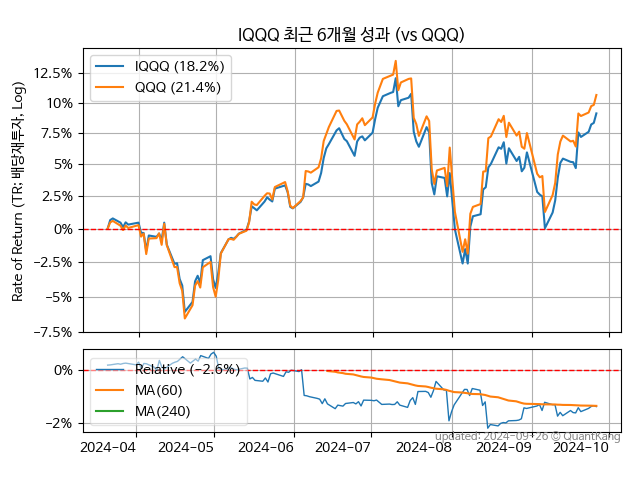 IQQQ 최근 6개월 성과 (vs QQQ)
Rate of Return (TR: 배당재투자, Log)
IQQQ (18.2%)
QQQ (21.4%)
12.5%
10%
7.5%
5%
2.5%
0%
−2.5%
−5%
−7.5%
Relative (−2.6%)
MA(60)
MA(240)
0%
−2%
2024−04
2024−05
2024−06
2024−07
2024−08
2024−09
2024−10
updated: 2024−09−26 © QuantKang